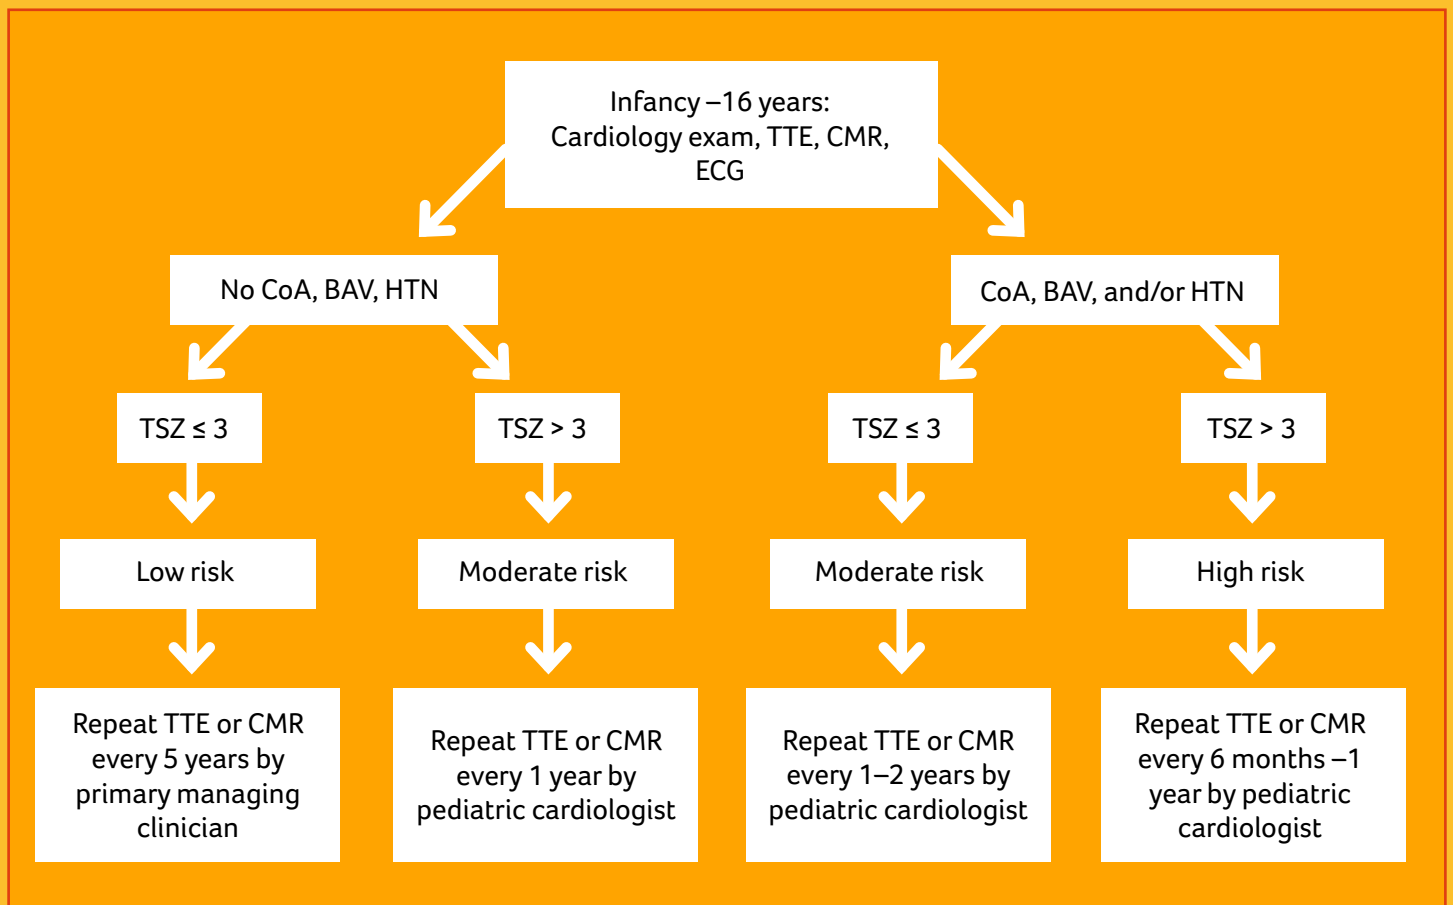 Infancy –16 years:
Cardiology exam, TTE, CMR,
ECG
No CoA, BAV, HTN
CoA, BAV, and/or HTN
TSZ ≤ 3
TSZ > 3
TSZ ≤ 3
TSZ > 3
Low risk
Moderate risk
Moderate risk
High risk
Repeat TTE or CMR
every 5 years by
primary managing
clinician
Repeat TTE or CMR
every 1 year by
pediatric cardiologist
Repeat TTE or CMR
every 1–2 years by
pediatric cardiologist
Repeat TTE or CMR
every 6 months –1
year by pediatric
cardiologist